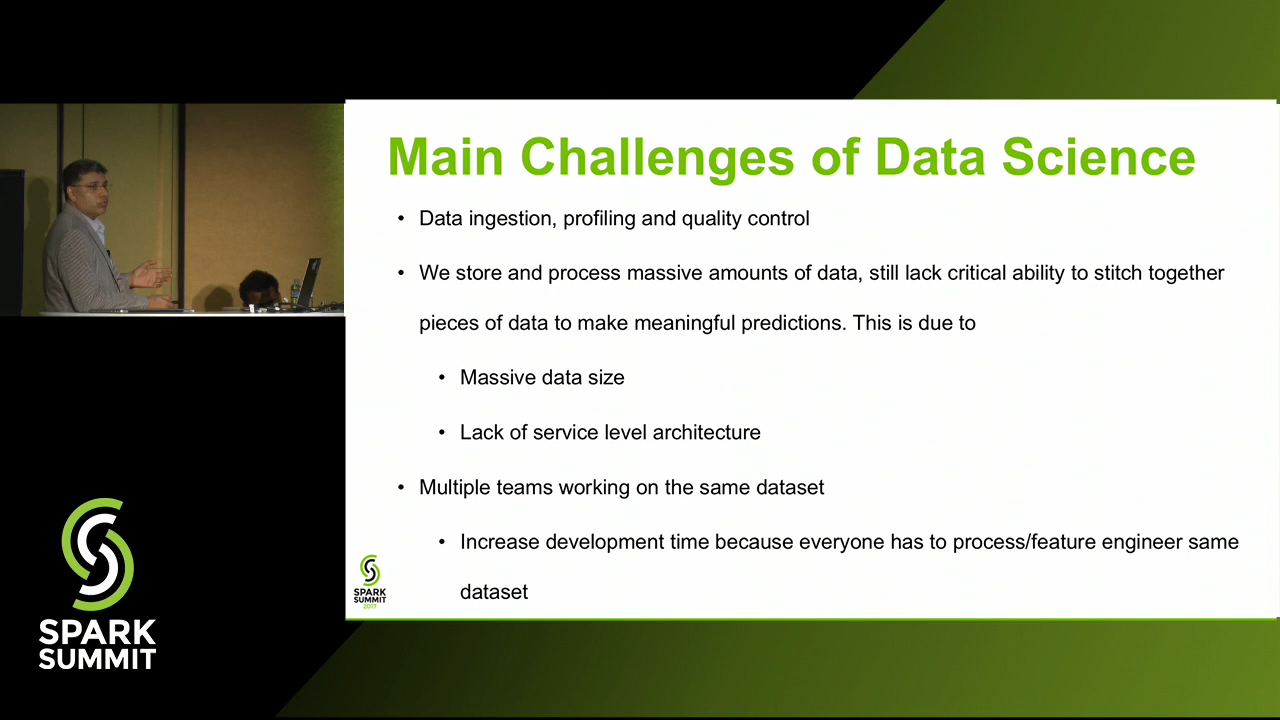 Main Challenges of Data Science
• Data ingestion, profiling and quality control
• We store and process massive amounts of data, still lack critical ability to stitch together
pieces of data to make meaningful predictions. This is due to
• Massive data size
• Lack of service level architecture
• Multiple teams working on the same dataset
• Increase development time because everyone has to process/feature engineer same
dataset
SPARK
SUMMIT
2017
SPARK
SUMMIT